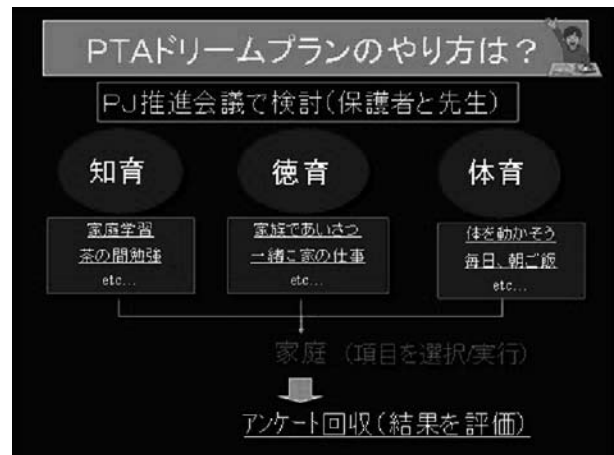 PTAドリームプランのやり方は？
PJ推進会議で検討(保護者と先生)
知育
徳育
体育
家庭学習
茶の間勉強
etc...
家族であいさつ
一緒に家の仕事
etc...
体を動かそう
毎日、朝ご飯
etc...
家庭 (項目を選択/実行)
アンケート回収(結果を評価)